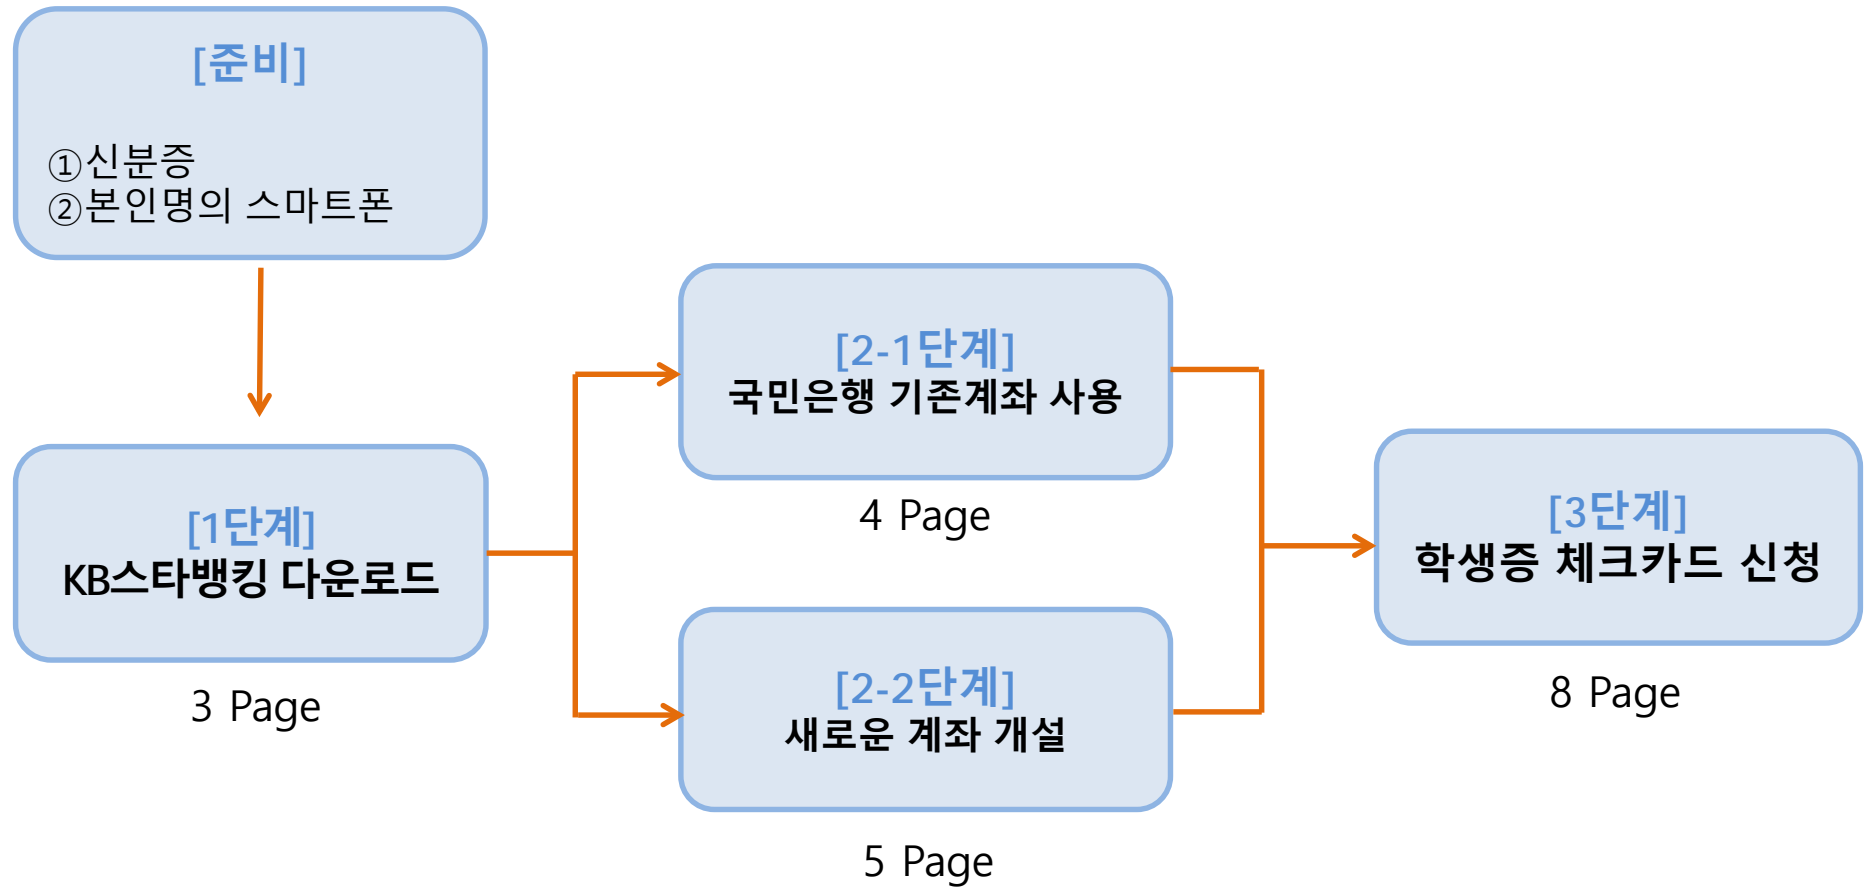 [준비]
①신분증
②본인명의 스마트폰
[1단계]
KB스타뱅킹 다운로드
3 Page
[2-1단계]
국민은행 기존계좌 사용
4 Page
[2-2단계]
새로운 계좌 개설
5 Page
[3단계]
학생증 체크카드 신청
8 Page